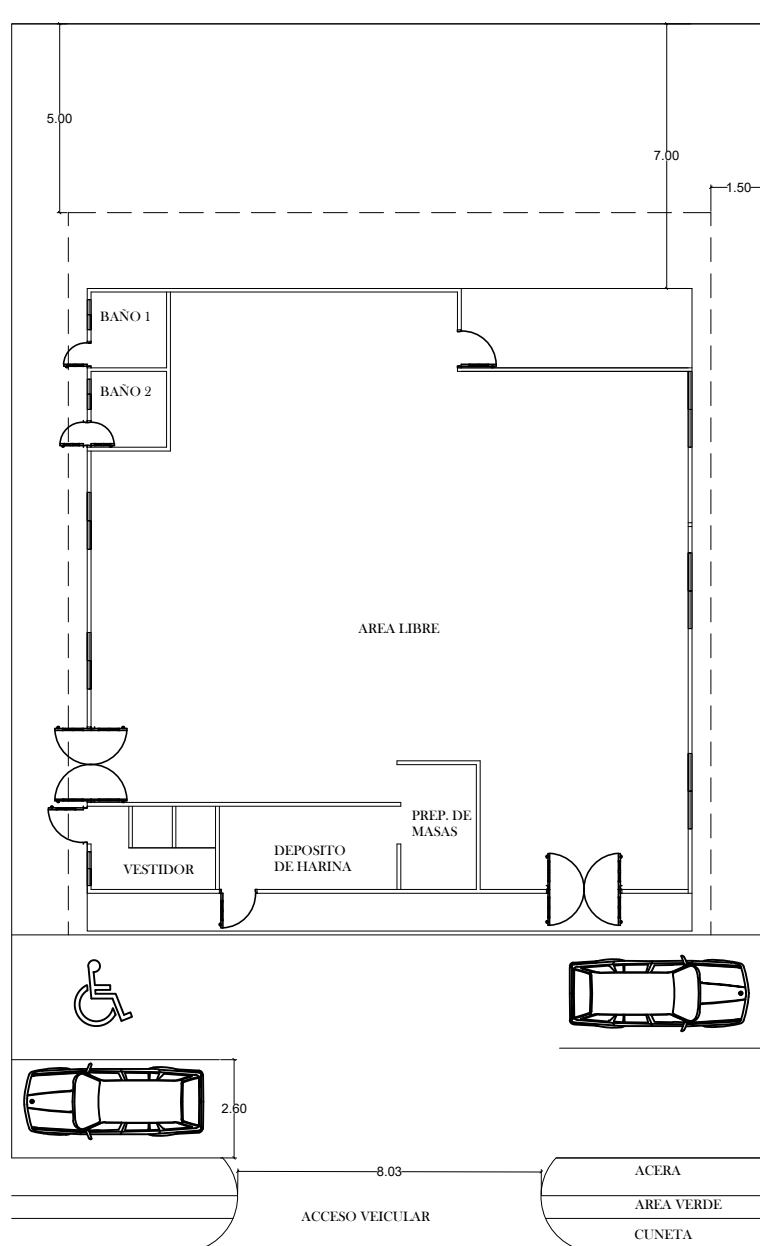 5.00
7.00
1.50
BAÑO 1
BAÑO 2
AREA LIBRE
PREP. DE
MASAS
DEPOSITO
DE HARINA
VESTIDOR
2.60
8.03
ACERA
AREA VERDE
ACCESO VEICULAR
CUNETA